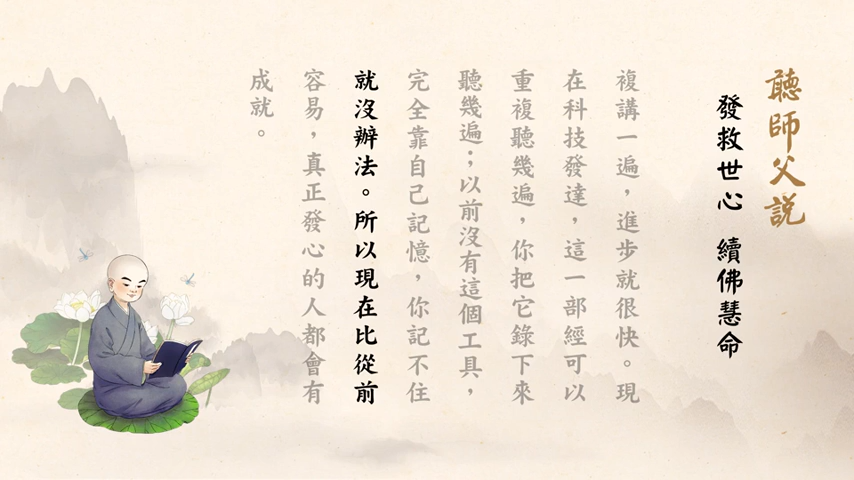 聽師父說
發救世心 續佛慧命
複講一遍，進步就很快。現
在科技發達，這一部經可以
重複聽幾遍，你把它錄下來
聽幾遍；以前沒有這個工具，
完全靠自己記憶，你記不住
就沒辦法。所以現在比從前
容易，真正發心的人都會有
成就。